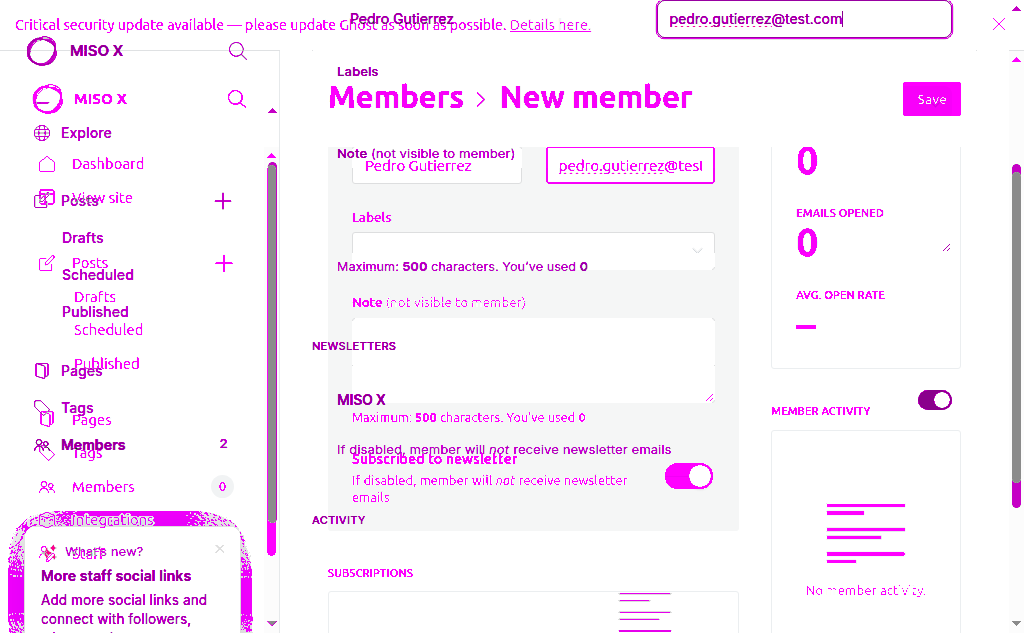 Critical security update available — please update Ghost as soon as possible. Details here.
Pedro Gutierrez
pedro.gutierrez@test.com
MISO X
Labels
MISO X
Members > New member
Save
Explore
Dashboard
View site
Posts
Drafts
Posts
Scheduled
Drafts
Published
Scheduled
Published
Pages
Tags
Pages
Members 2
Tags
Members 0
Integrations
What's new?
Staff
More staff social links
Add more social links and
connect with followers,
Note (not visible to member)
Pedro Gutierrez
pedro.gutierrez@test
Labels
Maximum: 500 characters. You've used 0
Note (not visible to member)
NEWSLETTERS
MISO X
Maximum: 500 characters. You've used 0
If disabled, member will not receive newsletter emails
Subscribed to newsletter
If disabled, member will not receive newsletter
emails
ACTIVITY
SUBSCRIPTIONS
0
EMAILS OPENED
0
AVG. OPEN RATE
—
MEMBER ACTIVITY
No member activity.